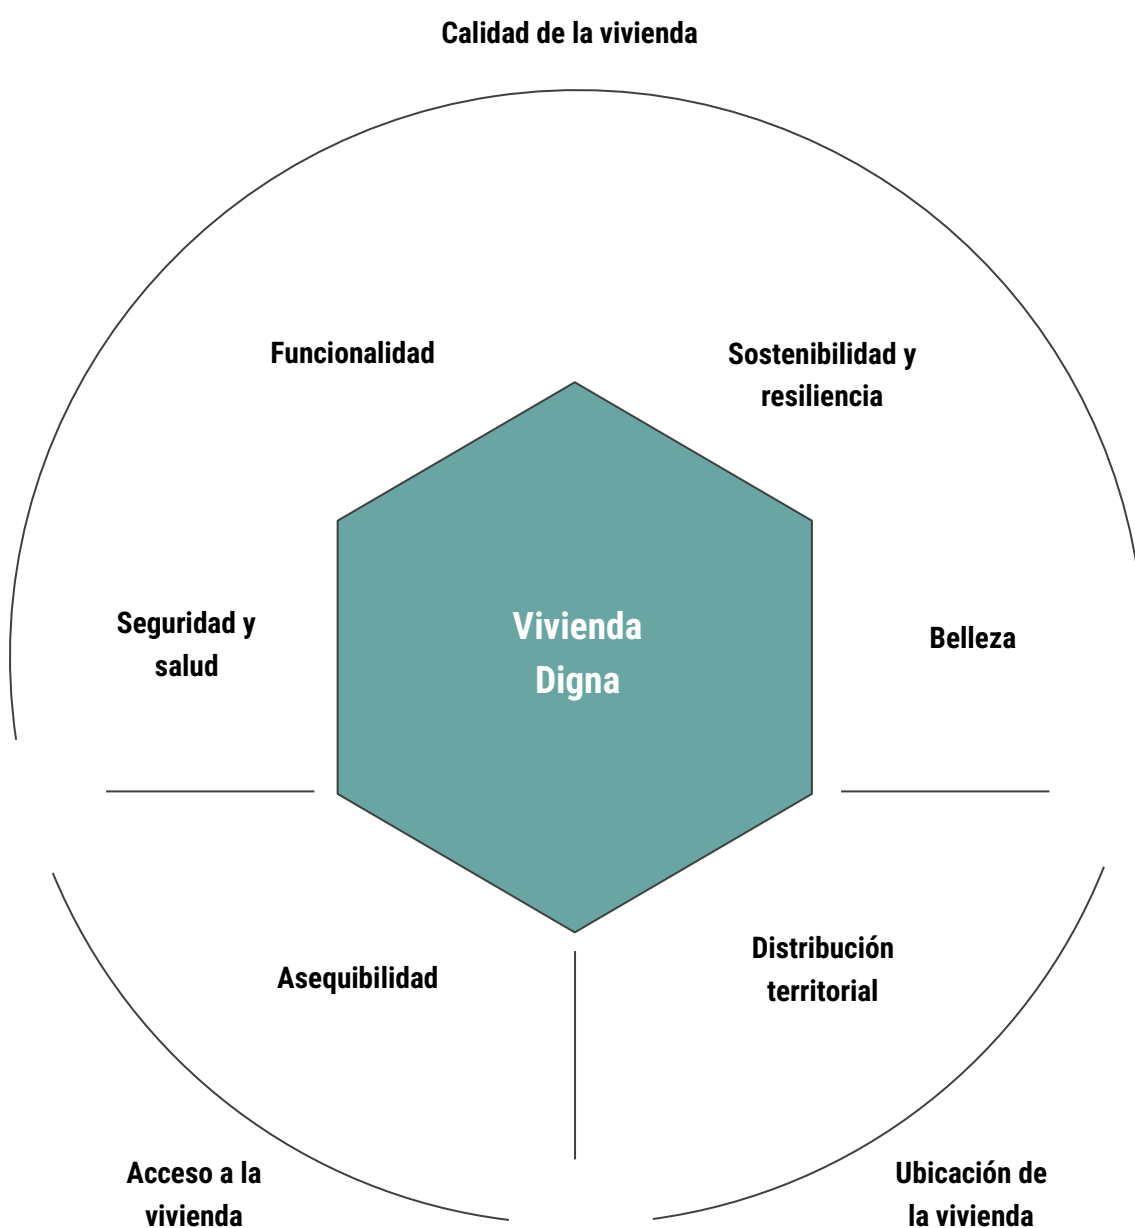 Calidad de la vivienda
Funcionalidad
Sostenibilidad y
resiliencia
Seguridad y
salud
Vivienda
Digna
Belleza
Asequibilidad
Distribución
territorial
Acceso a la
vivienda
Ubicación de
la vivienda